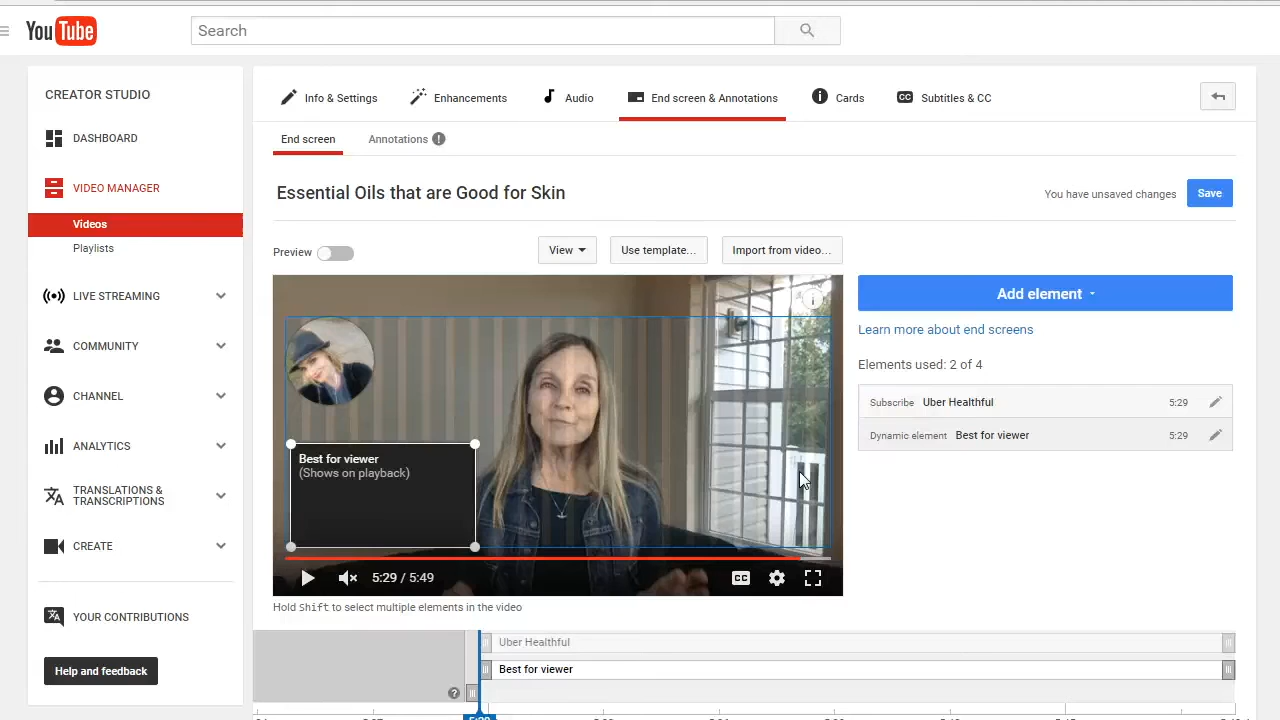 YouTube
Search
CREATOR STUDIO
DASHBOARD
VIDEO MANAGER
Videos
Playlists
LIVE STREAMING
COMMUNITY
CHANNEL
ANALYTICS
TRANSLATIONS &
TRANSCRIPTIONS
CREATE
YOUR CONTRIBUTIONS
Help and feedback
Info & Settings
Enhancements
Audio
End screen & Annotations
Cards
CC Subtitles & CC
End screen
Annotations !
Essential Oils that are Good for Skin
You have unsaved changes
Save
Preview
View
Use template...
Import from video...
Best for viewer
(Shows on playback)
5:29 / 5:49
CC
Hold Shift to select multiple elements in the video
Add element
Learn more about end screens
Elements used: 2 of 4
Subscribe Uber Healthful 5:29
Dynamic element Best for viewer 5:29
Uber Healthful
Best for viewer
?